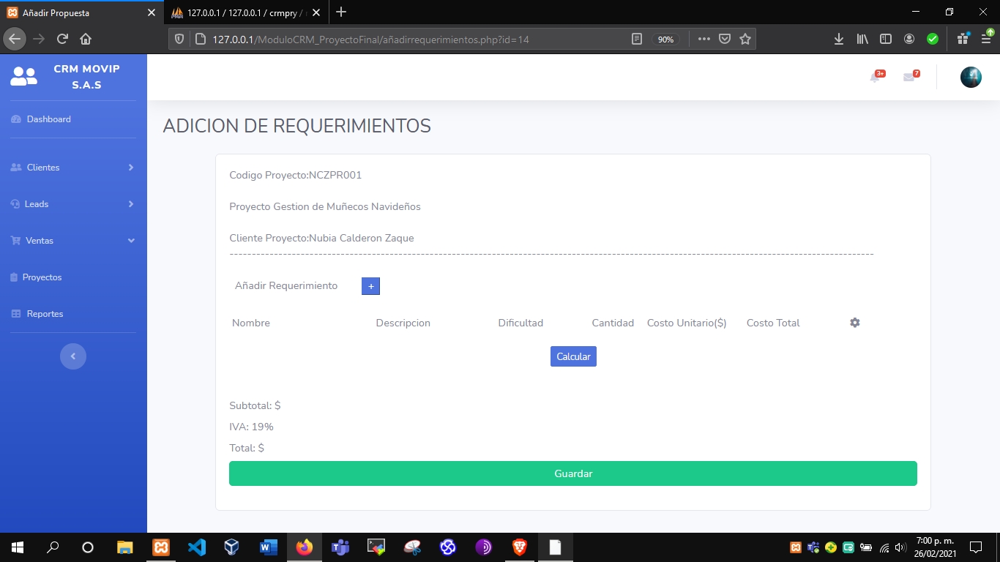 Añadir Propuesta
127.0.0.1 / 127.0.0.1 / crmpry /
127.0.0.1/ModuloCRM_ProyectoFinal/añadirrequerimientos.php?id=14
90%
CRM MOVIP
S.A.S
3+
7
Dashboard
Clientes
Leads
Ventas
Proyectos
Reportes
ADICION DE REQUERIMIENTOS
Codigo Proyecto:NCZPR001
Proyecto Gestion de Muñecos Navideños
Cliente Proyecto:Nubia Calderon Zaque
Añadir Requerimiento +
Nombre Descripcion Dificultad Cantidad Costo Unitario($) Costo Total
Calcular
Subtotal: $
IVA: 19%
Total: $
Guardar
7:00 p. m.
26/02/2021